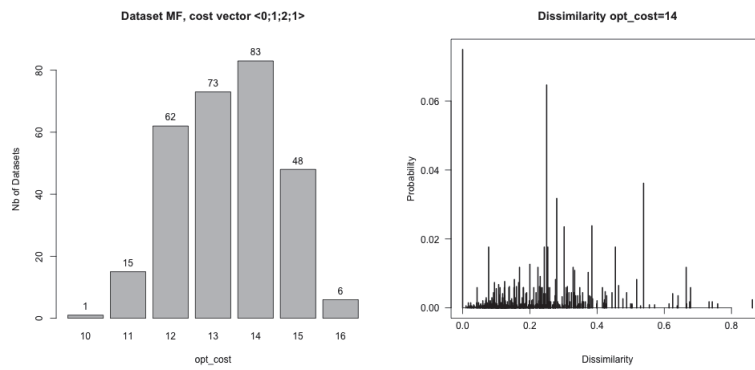 Dataset MF, cost vector <0;1;2;1>
Nb of Datasets
80
60
40
20
0
1
15
62
73
83
48
6
10 11 12 13 14 15 16
opt_cost
Dissimilarity opt_cost=14
Probability
0.06
0.04
0.02
0.00
0.0 0.2 0.4 0.6 0.8
Dissimilarity